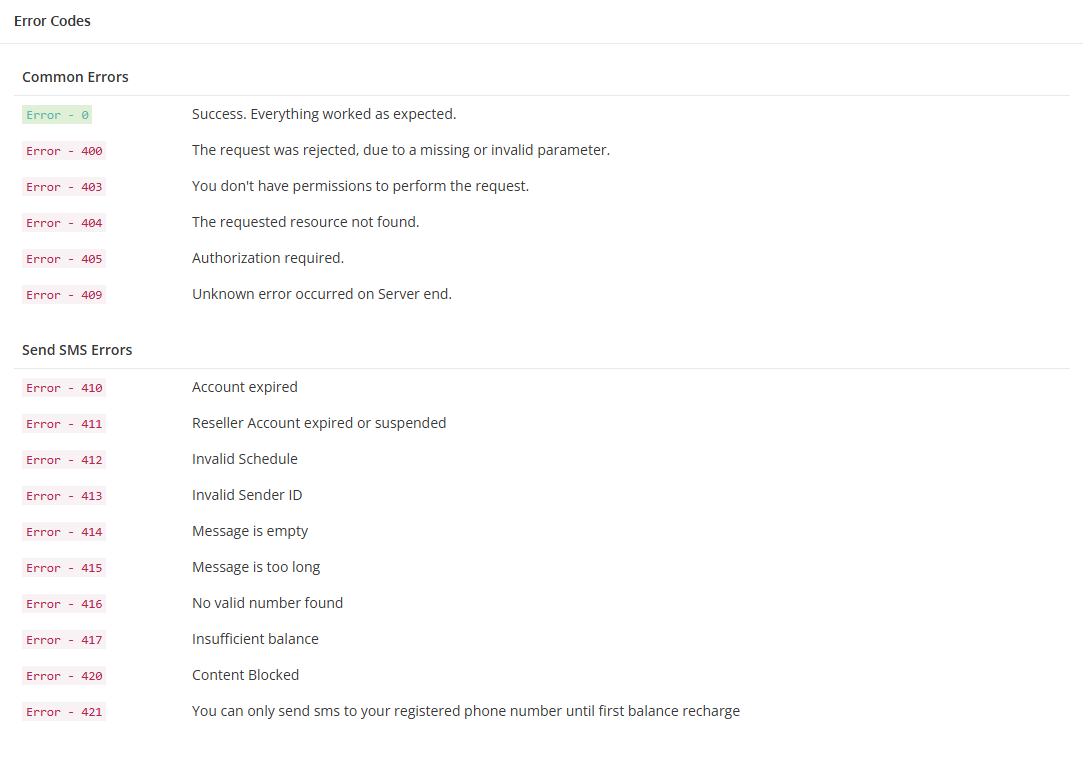 Error Codes
Common Errors
Error - 0 Success. Everything worked as expected.
Error - 400 The request was rejected, due to a missing or invalid parameter.
Error - 403 You don't have permissions to perform the request.
Error - 404 The requested resource not found.
Error - 405 Authorization required.
Error - 409 Unknown error occurred on Server end.
Send SMS Errors
Error - 410 Account expired
Error - 411 Reseller Account expired or suspended
Error - 412 Invalid Schedule
Error - 413 Invalid Sender ID
Error - 414 Message is empty
Error - 415 Message is too long
Error - 416 No valid number found
Error - 417 Insufficient balance
Error - 420 Content Blocked
Error - 421 You can only send sms to your registered phone number until first balance recharge